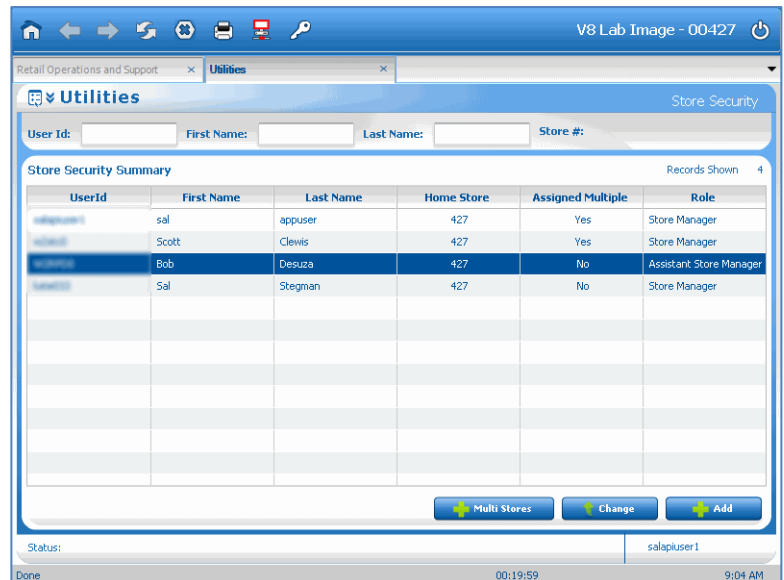 V8 Lab Image - 00427
Retail Operations and Support × Utilities ×
Utilities Store Security
User Id: First Name: Last Name: Store #:
Store Security Summary Records Shown 4
UserId First Name Last Name Home Store Assigned Multiple Role
sal appuser 427 Yes Store Manager
Scott Clewis 427 Yes Store Manager
Bob Desuza 427 No Assistant Store Manager
Sal Stegman 427 No Store Manager
Multi Stores Change Add
Status: salapiuser1
Done 00:19:59 9:04 AM